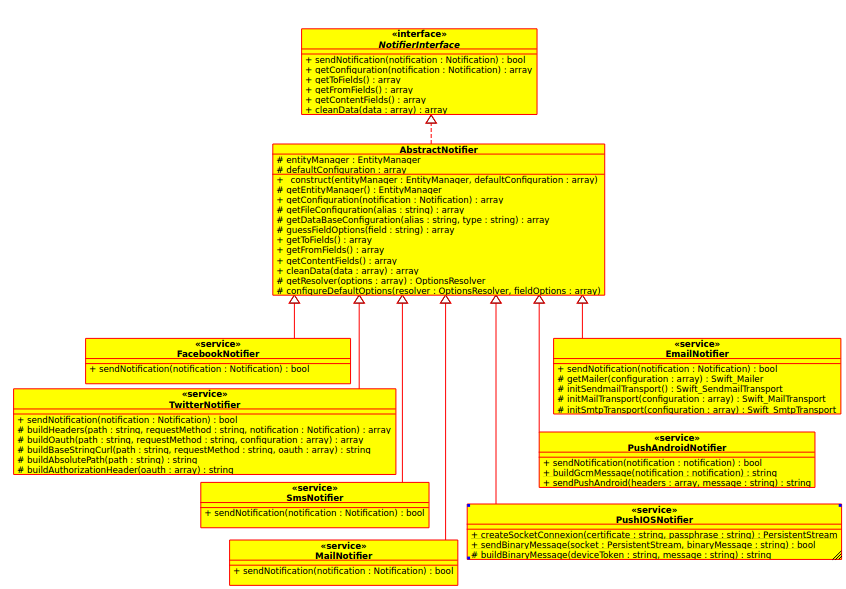 «interface»
NotifierInterface
+ sendNotification(notification : Notification) : bool
+ getConfiguration(notification : Notification) : array
+ getToFields() : array
+ getFromFields() : array
+ getContentFields() : array
+ cleanData(data : array) : array
AbstractNotifier
# entityManager : EntityManager
# defaultConfiguration : array
+ __construct(entityManager : EntityManager, defaultConfiguration : array)
# getEntityManager() : EntityManager
+ getConfiguration(notification : Notification) : array
# getFileConfiguration(alias : string) : array
# getDataBaseConfiguration(alias : string, type : string) : array
# guessFieldOptions(field : string) : array
+ getToFields() : array
+ getFromFields() : array
+ getContentFields() : array
+ cleanData(data : array) : array
# getResolver(options : array) : OptionsResolver
# configureDefaultOptions(resolver : OptionsResolver, fieldOptions : array)
«service»
FacebookNotifier
+ sendNotification(notification : Notification) : bool
«service»
EmailNotifier
+ sendNotification(notification : Notification) : bool
# getMailer(configuration : array) : Swift_Mailer
# initSendmailTransport() : Swift_SendmailTransport
# initMailTransport(configuration : array) : Swift_MailTransport
# initSmtpTransport(configuration : array) : Swift_SmtpTransport
«service»
TwitterNotifier
+ sendNotification(notification : Notification) : bool
# buildHeaders(path : string, requestMethod : string, notification : Notification) : array
# buildOauth(path : string, requestMethod : string, configuration : array) : array
# buildBaseStringCurl(path : string, requestMethod : string, oauth : array) : string
# buildAbsolutePath(path : string) : string
# buildAuthorizationHeader(oauth : array) : string
«service»
PushAndroidNotifier
+ sendNotification(notification : notification) : bool
+ buildGcmMessage(notification : notification) : string
+ sendPushAndroid(headers : array, message : string) : string
«service»
SmsNotifier
+ sendNotification(notification : Notification) : bool
«service»
PushIOSNotifier
+ createSocketConnexion(certificate : string, passphrase : string) : PersistentStream
+ sendBinaryMessage(socket : PersistentStream, binaryMessage : string) : bool
# buildBinaryMessage(deviceToken : string, message : string) : string
«service»
MailNotifier
+ sendNotification(notification : Notification) : bool